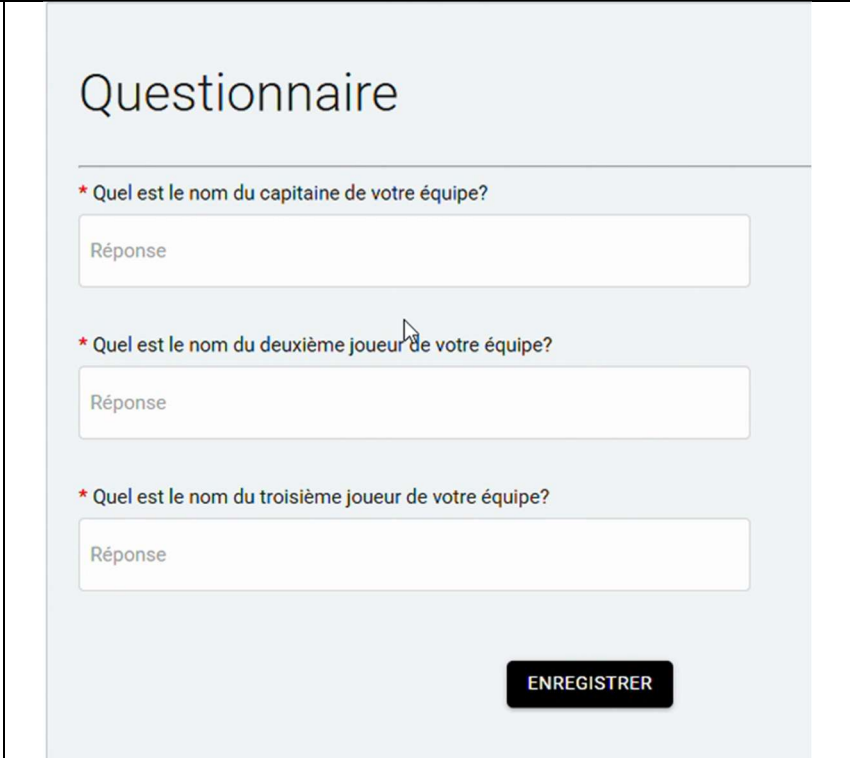 Questionnaire
* Quel est le nom du capitaine de votre équipe?
Réponse
* Quel est le nom du deuxième joueur de votre équipe?
Réponse
* Quel est le nom du troisième joueur de votre équipe?
Réponse
ENREGISTRER